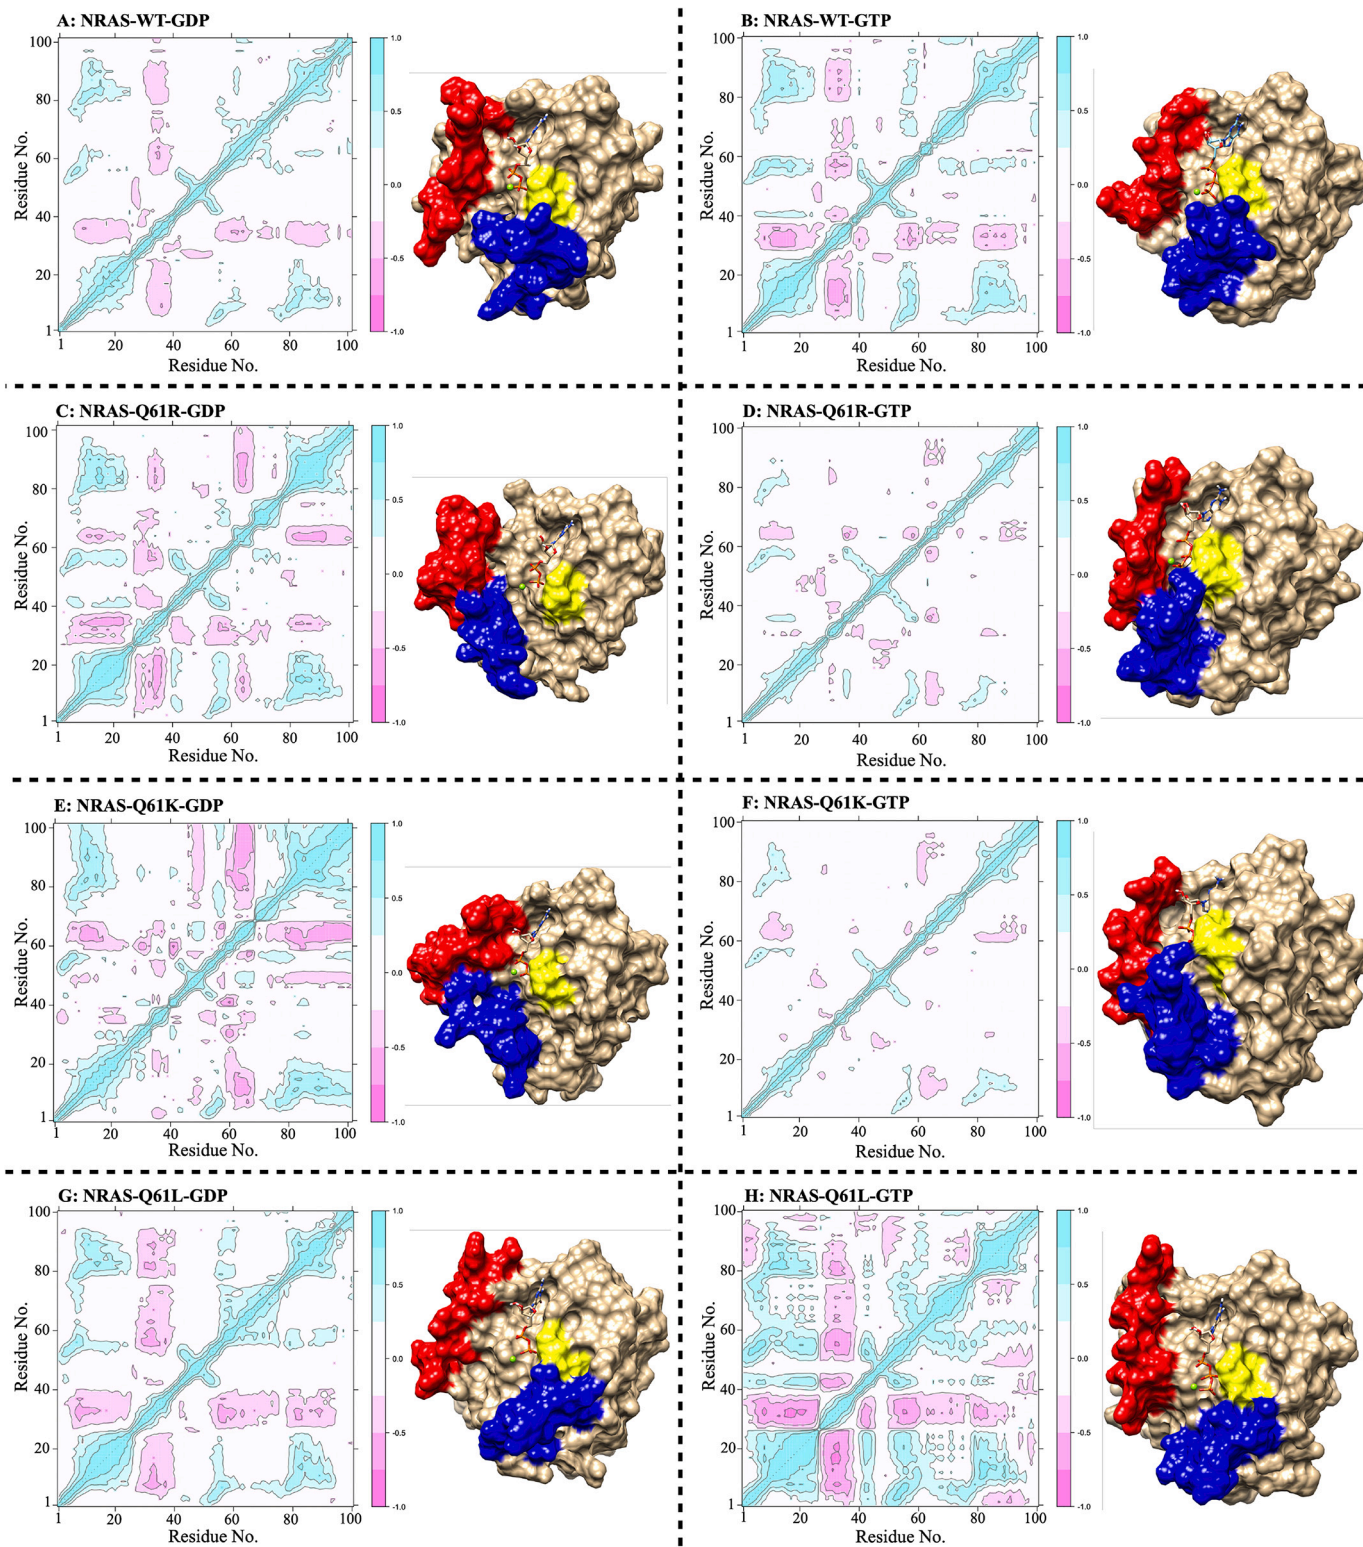 A: NRAS-WT-GDP
100
80
60
40
20
1
Residue No.
1 20 40 60 80 100
Residue No.
1.0
0.5
0.0
-0.5
-1.0
B: NRAS-WT-GTP
100
80
60
40
20
1
Residue No.
1 20 40 60 80 100
Residue No.
1.0
0.5
0.0
-0.5
-1.0
C: NRAS-Q61R-GDP
100
80
60
40
20
1
Residue No.
1 20 40 60 80 100
Residue No.
1.0
0.5
0.0
-0.5
-1.0
D: NRAS-Q61R-GTP
100
80
60
40
20
1
Residue No.
1 20 40 60 80 100
Residue No.
1.0
0.5
0.0
-0.5
-1.0
E: NRAS-Q61K-GDP
100
80
60
40
20
1
Residue No.
1 20 40 60 80 100
Residue No.
1.0
0.5
0.0
-0.5
-1.0
F: NRAS-Q61K-GTP
100
80
60
40
20
1
Residue No.
1 20 40 60 80 100
Residue No.
1.0
0.5
0.0
-0.5
-1.0
G: NRAS-Q61L-GDP
100
80
60
40
20
1
Residue No.
1 20 40 60 80 100
Residue No.
1.0
0.5
0.0
-0.5
-1.0
H: NRAS-Q61L-GTP
100
80
60
40
20
1
Residue No.
1 20 40 60 80 100
Residue No.
1.0
0.5
0.0
-0.5
-1.0